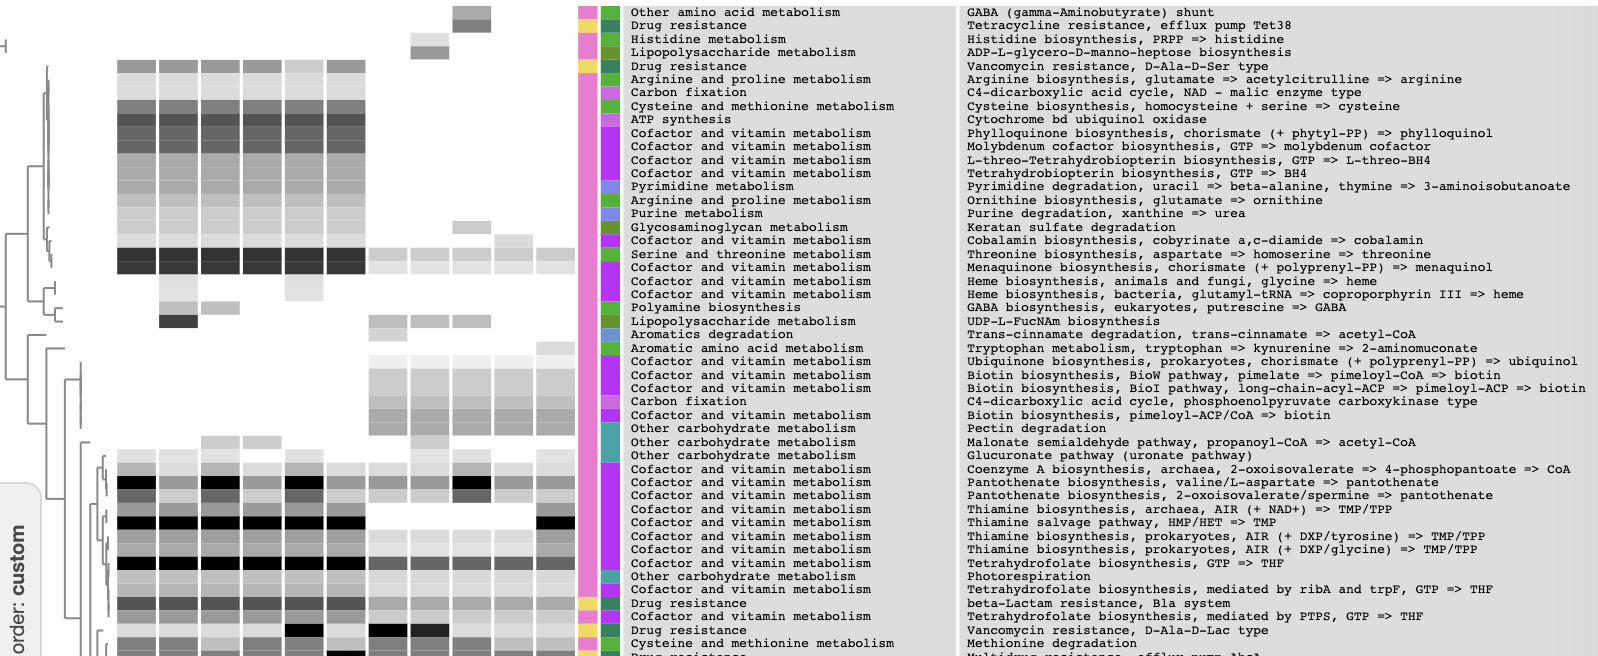 Other amino acid metabolism GABA (gamma-Aminobutyrate) shunt
Drug resistance Tetracycline resistance, efflux pump Tet38
Histidine metabolism Histidine biosynthesis, PRPP => histidine
Lipopolysaccharide metabolism ADP-L-glycero-D-manno-heptose biosynthesis
Drug resistance Vancomycin resistance, D-Ala-D-Ser type
Arginine and proline metabolism Arginine biosynthesis, glutamate => acetylcitrulline => arginine
Carbon fixation C4-dicarboxylic acid cycle, NAD - malic enzyme type
Cysteine and methionine metabolism Cysteine biosynthesis, homocysteine + serine => cysteine
ATP synthesis Cytochrome bd ubiquinol oxidase
Cofactor and vitamin metabolism Phylloquinone biosynthesis, chorismate (+ phytyl-PP) => phylloquinol
Cofactor and vitamin metabolism Molybdenum cofactor biosynthesis, GTP => molybdenum cofactor
Cofactor and vitamin metabolism L-threo-Tetrahydrobiopterin biosynthesis, GTP => L-threo-BH4
Cofactor and vitamin metabolism Tetrahydrobiopterin biosynthesis, GTP => BH4
Pyrimidine metabolism Pyrimidine degradation, uracil => beta-alanine, thymine => 3-aminoisobutanoate
Arginine and proline metabolism Ornithine biosynthesis, glutamate => ornithine
Purine metabolism Purine degradation, xanthine => urea
Glycosaminoglycan metabolism Keratan sulfate degradation
Cofactor and vitamin metabolism Cobalamin biosynthesis, cobyrinate a,c-diamide => cobalamin
Serine and threonine metabolism Threonine biosynthesis, aspartate => homoserine => threonine
Cofactor and vitamin metabolism Menaquinone biosynthesis, chorismate (+ polyprenyl-PP) => menaquinol
Cofactor and vitamin metabolism Heme biosynthesis, animals and fungi, glycine => heme
Cofactor and vitamin metabolism Heme biosynthesis, bacteria, glutamyl-tRNA => coproporphyrin III => heme
Polyamine biosynthesis GABA biosynthesis, eukaryotes, putrescine => GABA
Lipopolysaccharide metabolism UDP-L-FucNAm biosynthesis
Aromatics degradation Trans-cinnamate degradation, trans-cinnamate => acetyl-CoA
Aromatic amino acid metabolism Tryptophan metabolism, tryptophan => kynurenine => 2-aminomuconate
Cofactor and vitamin metabolism Ubiquinone biosynthesis, prokaryotes, chorismate (+ polyprenyl-PP) => ubiquinol
Cofactor and vitamin metabolism Biotin biosynthesis, BioW pathway, pimelate => pimeloyl-CoA => biotin
Cofactor and vitamin metabolism Biotin biosynthesis, BioI pathway, long-chain-acyl-ACP => pimeloyl-ACP => biotin
Carbon fixation C4-dicarboxylic acid cycle, phosphoenolpyruvate carboxykinase type
Cofactor and vitamin metabolism Biotin biosynthesis, pimeloyl-ACP/CoA => biotin
Other carbohydrate metabolism Pectin degradation
Other carbohydrate metabolism Malonate semialdehyde pathway, propanoyl-CoA => acetyl-CoA
Other carbohydrate metabolism Glucuronate pathway (uronate pathway)
Cofactor and vitamin metabolism Coenzyme A biosynthesis, archaea, 2-oxoisovalerate => 4-phosphopantoate => CoA
Cofactor and vitamin metabolism Pantothenate biosynthesis, valine/L-aspartate => pantothenate
Cofactor and vitamin metabolism Pantothenate biosynthesis, 2-oxoisovalerate/spermine => pantothenate
Cofactor and vitamin metabolism Thiamine biosynthesis, archaea, AIR (+ NAD+) => TMP/TPP
Cofactor and vitamin metabolism Thiamine salvage pathway, HMP/HET => TMP
Cofactor and vitamin metabolism Thiamine biosynthesis, prokaryotes, AIR (+ DXP/tyrosine) => TMP/TPP
Cofactor and vitamin metabolism Thiamine biosynthesis, prokaryotes, AIR (+ DXP/glycine) => TMP/TPP
Cofactor and vitamin metabolism Tetrahydrofolate biosynthesis, GTP => THF
Other carbohydrate metabolism Photorespiration
Cofactor and vitamin metabolism Tetrahydrofolate biosynthesis, mediated by ribA and trpF, GTP => THF
Drug resistance beta-Lactam resistance, Bla system
Cofactor and vitamin metabolism Tetrahydrofolate biosynthesis, mediated by PTPS, GTP => THF
Drug resistance Vancomycin resistance, D-Ala-D-Lac type
Cysteine and methionine metabolism Methionine degradation
order: custom